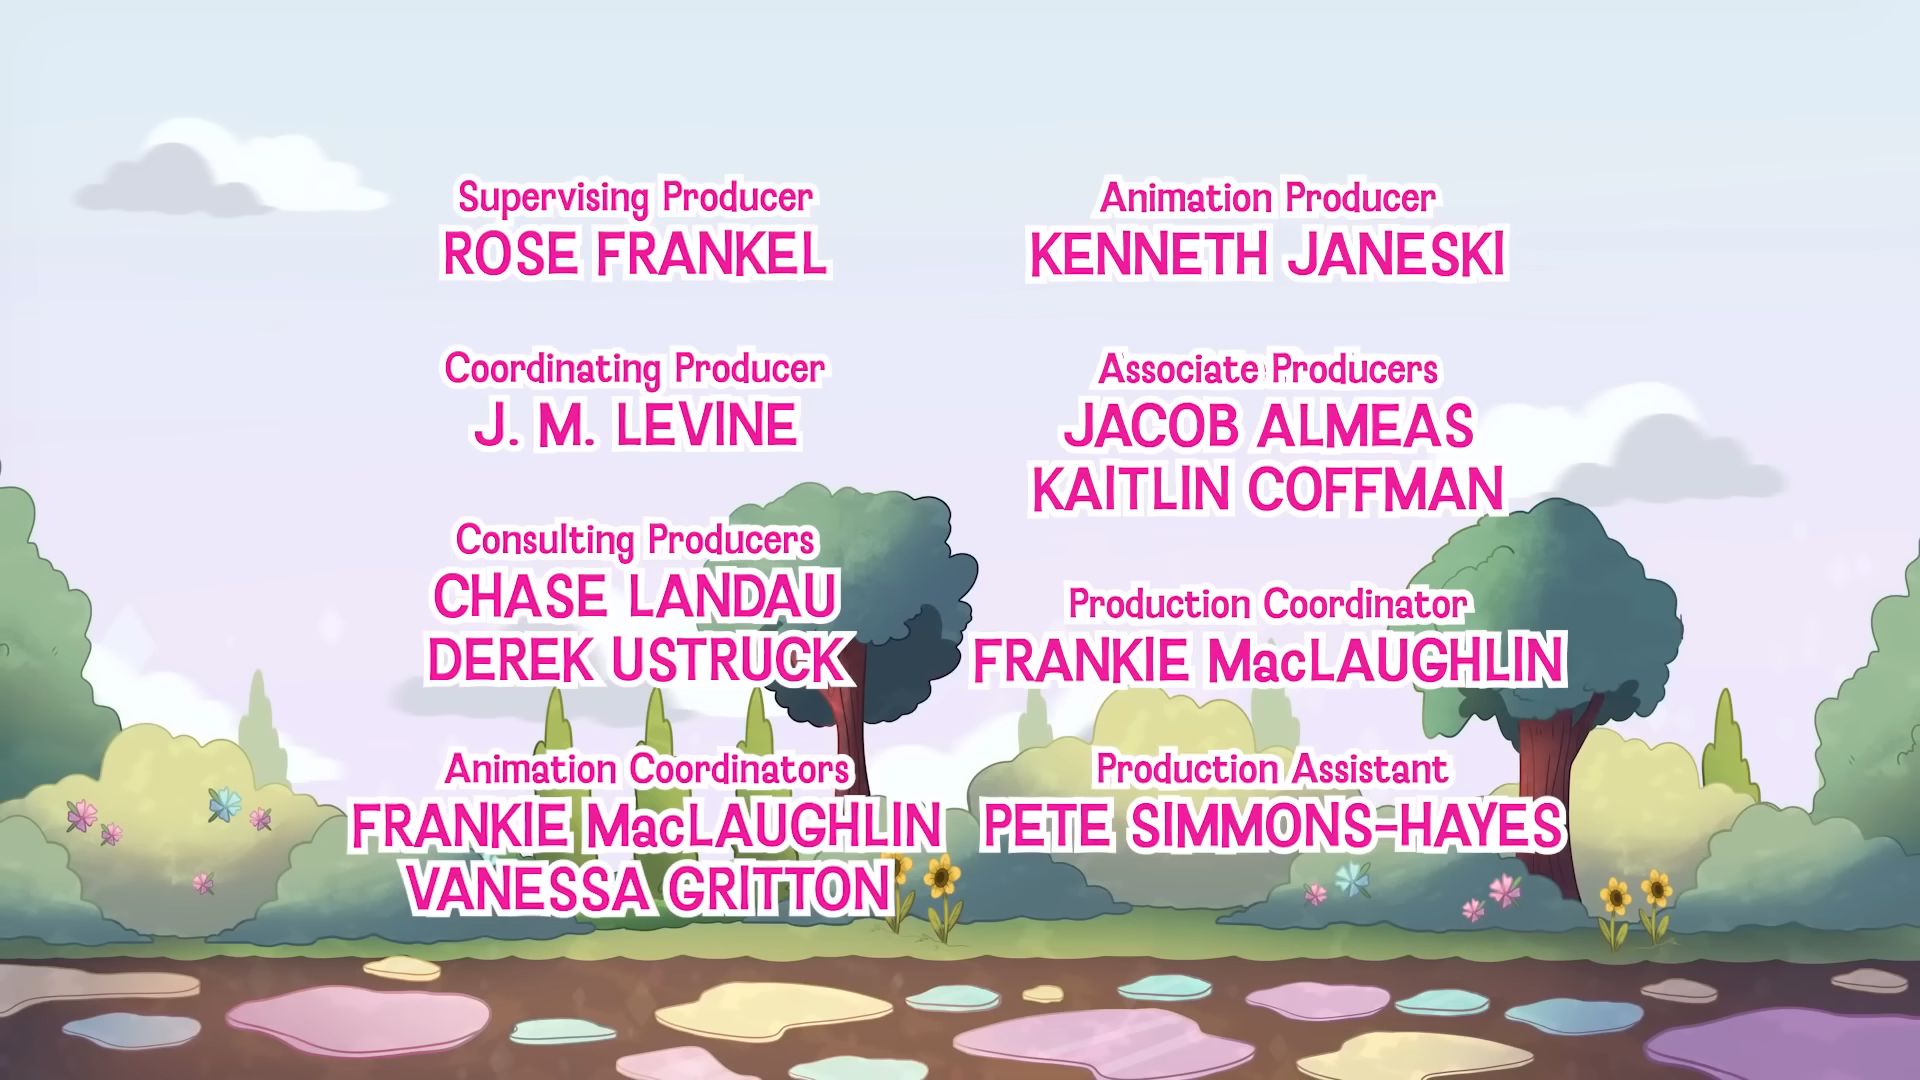 Supervising Producer
ROSE FRANKEL
Coordinating Producer
J. M. LEVINE
Consulting Producers
CHASE LANDAU
DEREK USTRUCK
Animation Coordinators
FRANKIE MacLAUGHLIN
VANESSA GRITTON
Animation Producer
KENNETH JANESKI
Associate Producers
JACOB ALMEAS
KAITLIN COFFMAN
Production Coordinator
FRANKIE MacLAUGHLIN
Production Assistant
PETE SIMMONS-HAYES